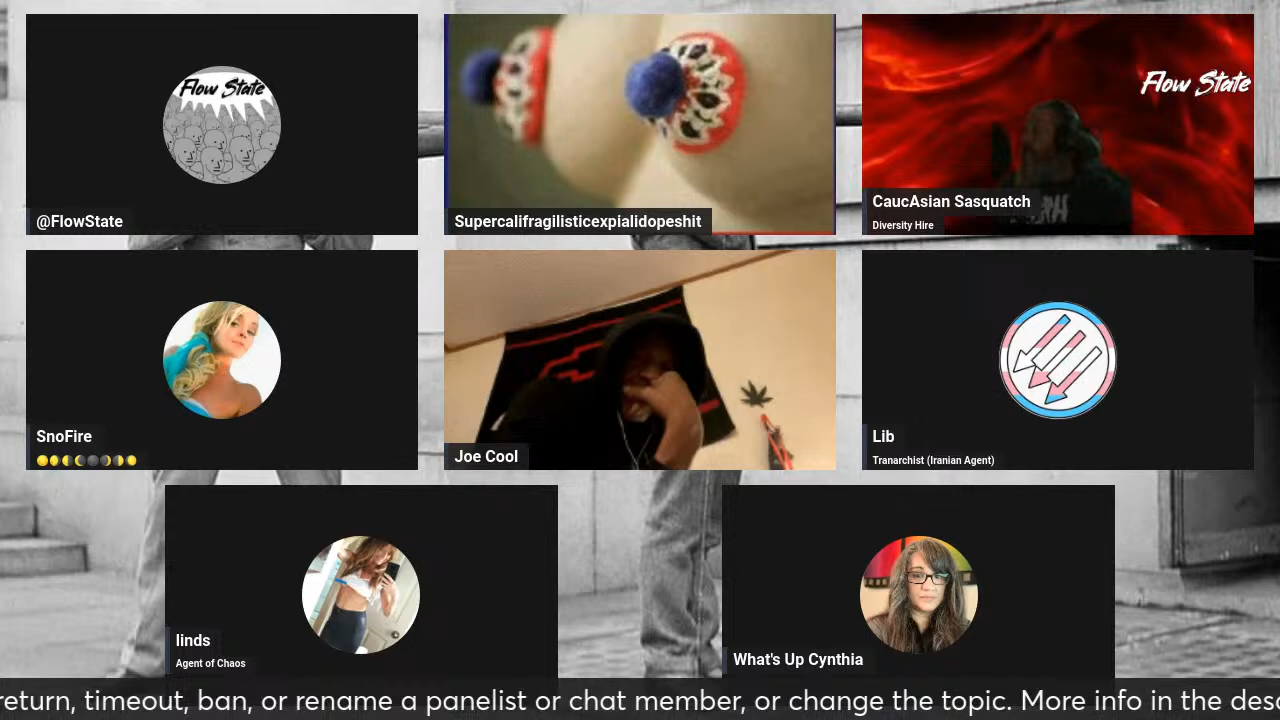 Flow State
@FlowState
Supercalifragilisticexpialidopeshit
Flow State
CaucAsian Sasquatch
Diversity Hire
SnoFire
Joe Cool
Lib
Tranarchist (Iranian Agent)
linds
Agent of Chaos
What's Up Cynthia
return, timeout, ban, or rename a panelist or chat member, or change the topic. More info in the desc